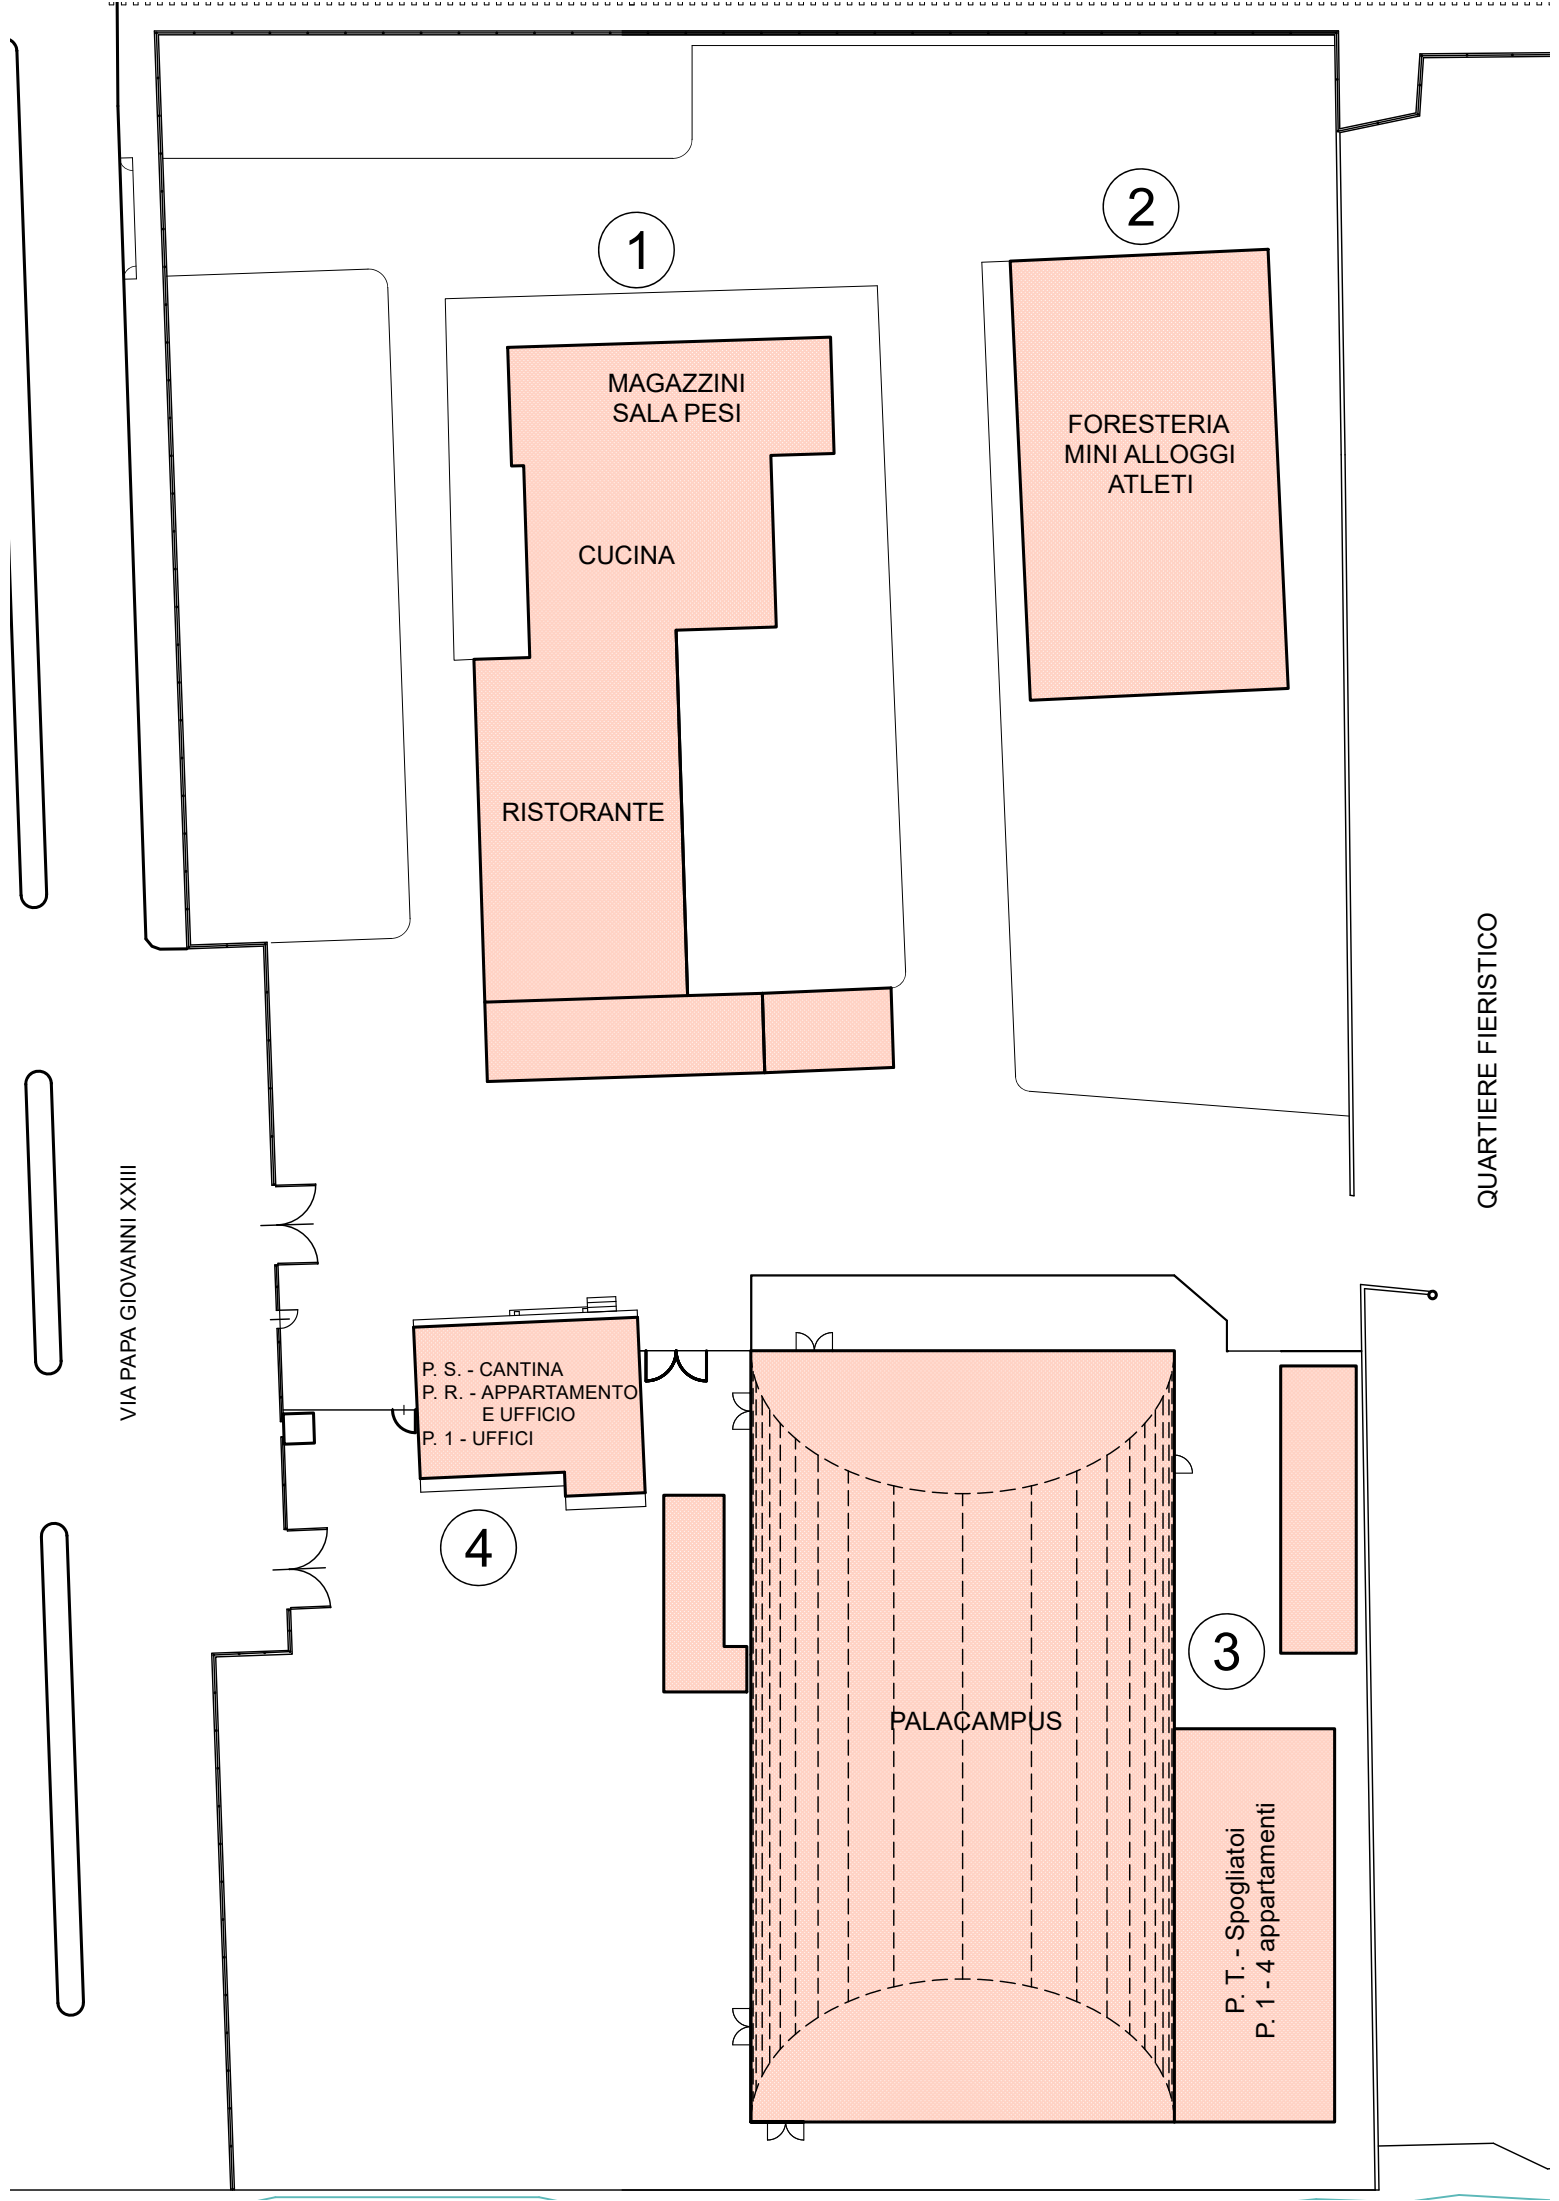 1
2
MAGAZZINI
SALA PESI
FORESTERIA
MINI ALLOGGI
ATLETI
CUCINA
RISTORANTE
QUARTIERE FIERISTICO
VIA PAPA GIOVANNI XXIII
P. S. - CANTINA
P. R. - APPARTAMENTO
E UFFICIO
P. 1 - UFFICI
4
3
PALACAMPUS
P. T. - Spogliatoi
P. 1 - 4 appartamenti